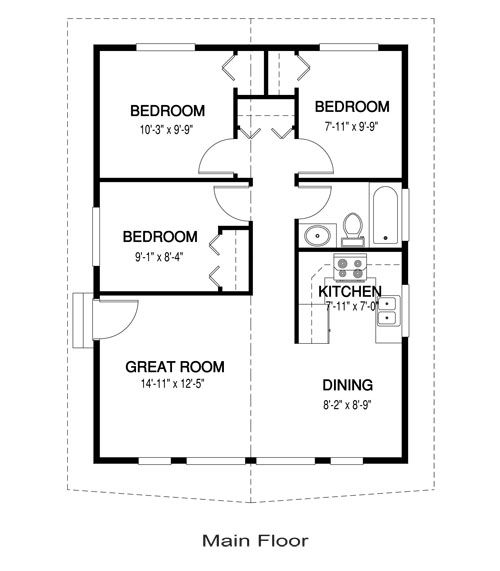 BEDROOM
10'-3" x 9'-9"
BEDROOM
7'-11" x 9'-9"
BEDROOM
9'-1" x 8'-4"
KITCHEN
7'-11" x 7'-0"
GREAT ROOM
14'-11" x 12'-5"
DINING
8'-2" x 8'-9"
Main Floor